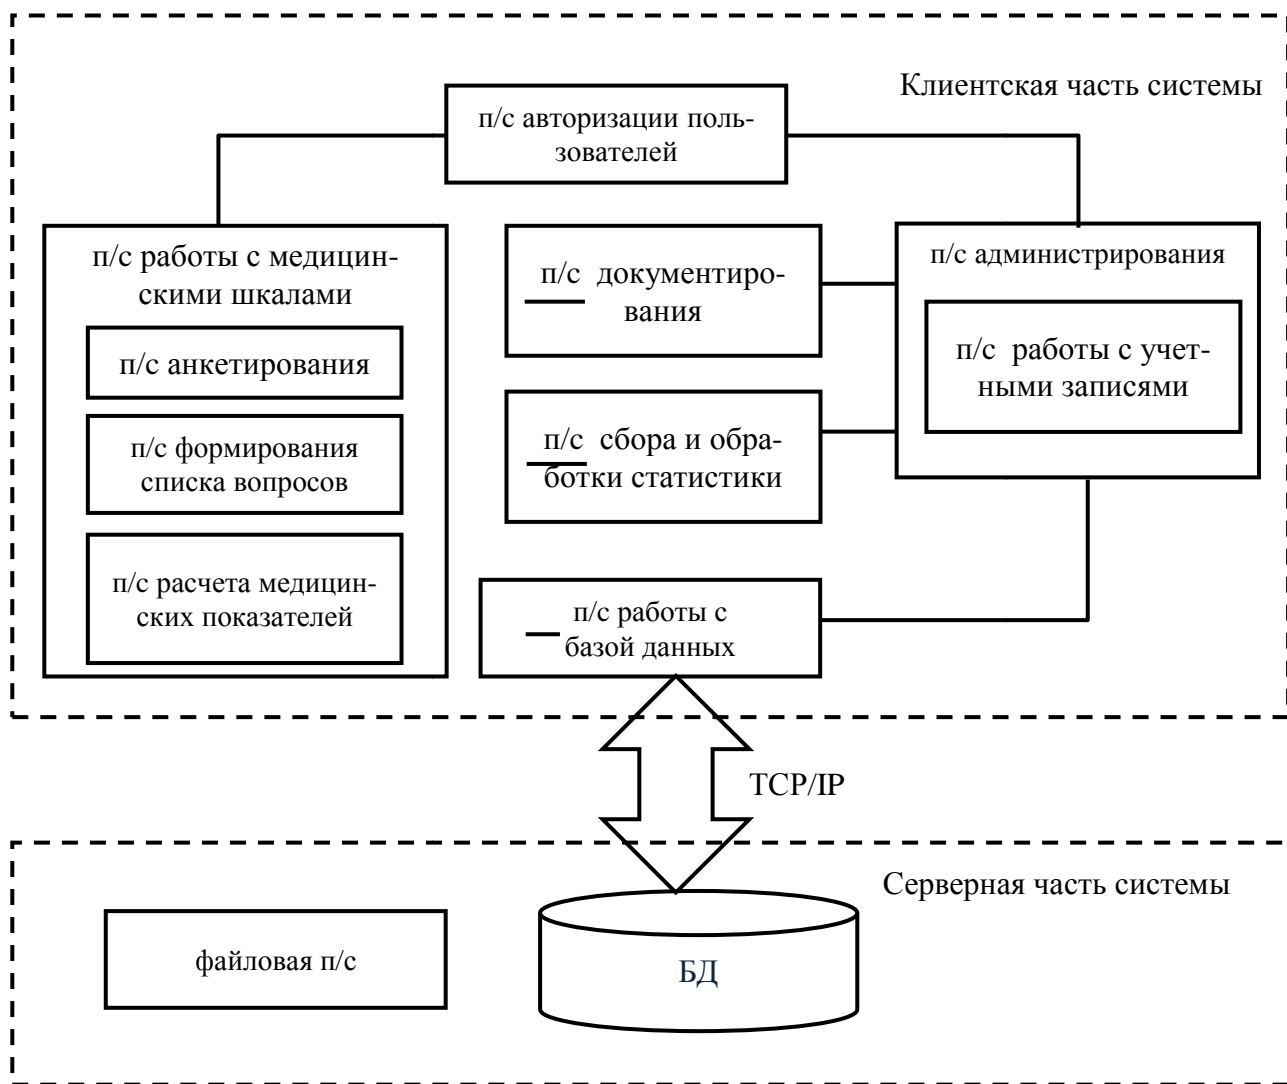 Клиентская часть системы
п/с авторизации поль-
зователей
п/с работы с медицин-
скими шкалами
п/с анкетирования
п/с формирования
списка вопросов
п/с расчета медицин-
ских показателей
п/с документиро-
вания
п/с сбора и обра-
ботки статистики
п/с работы с
базой данных
п/с администрирования
п/с работы с учет-
ными записями
TCP/IP
Серверная часть системы
файловая п/с
БД